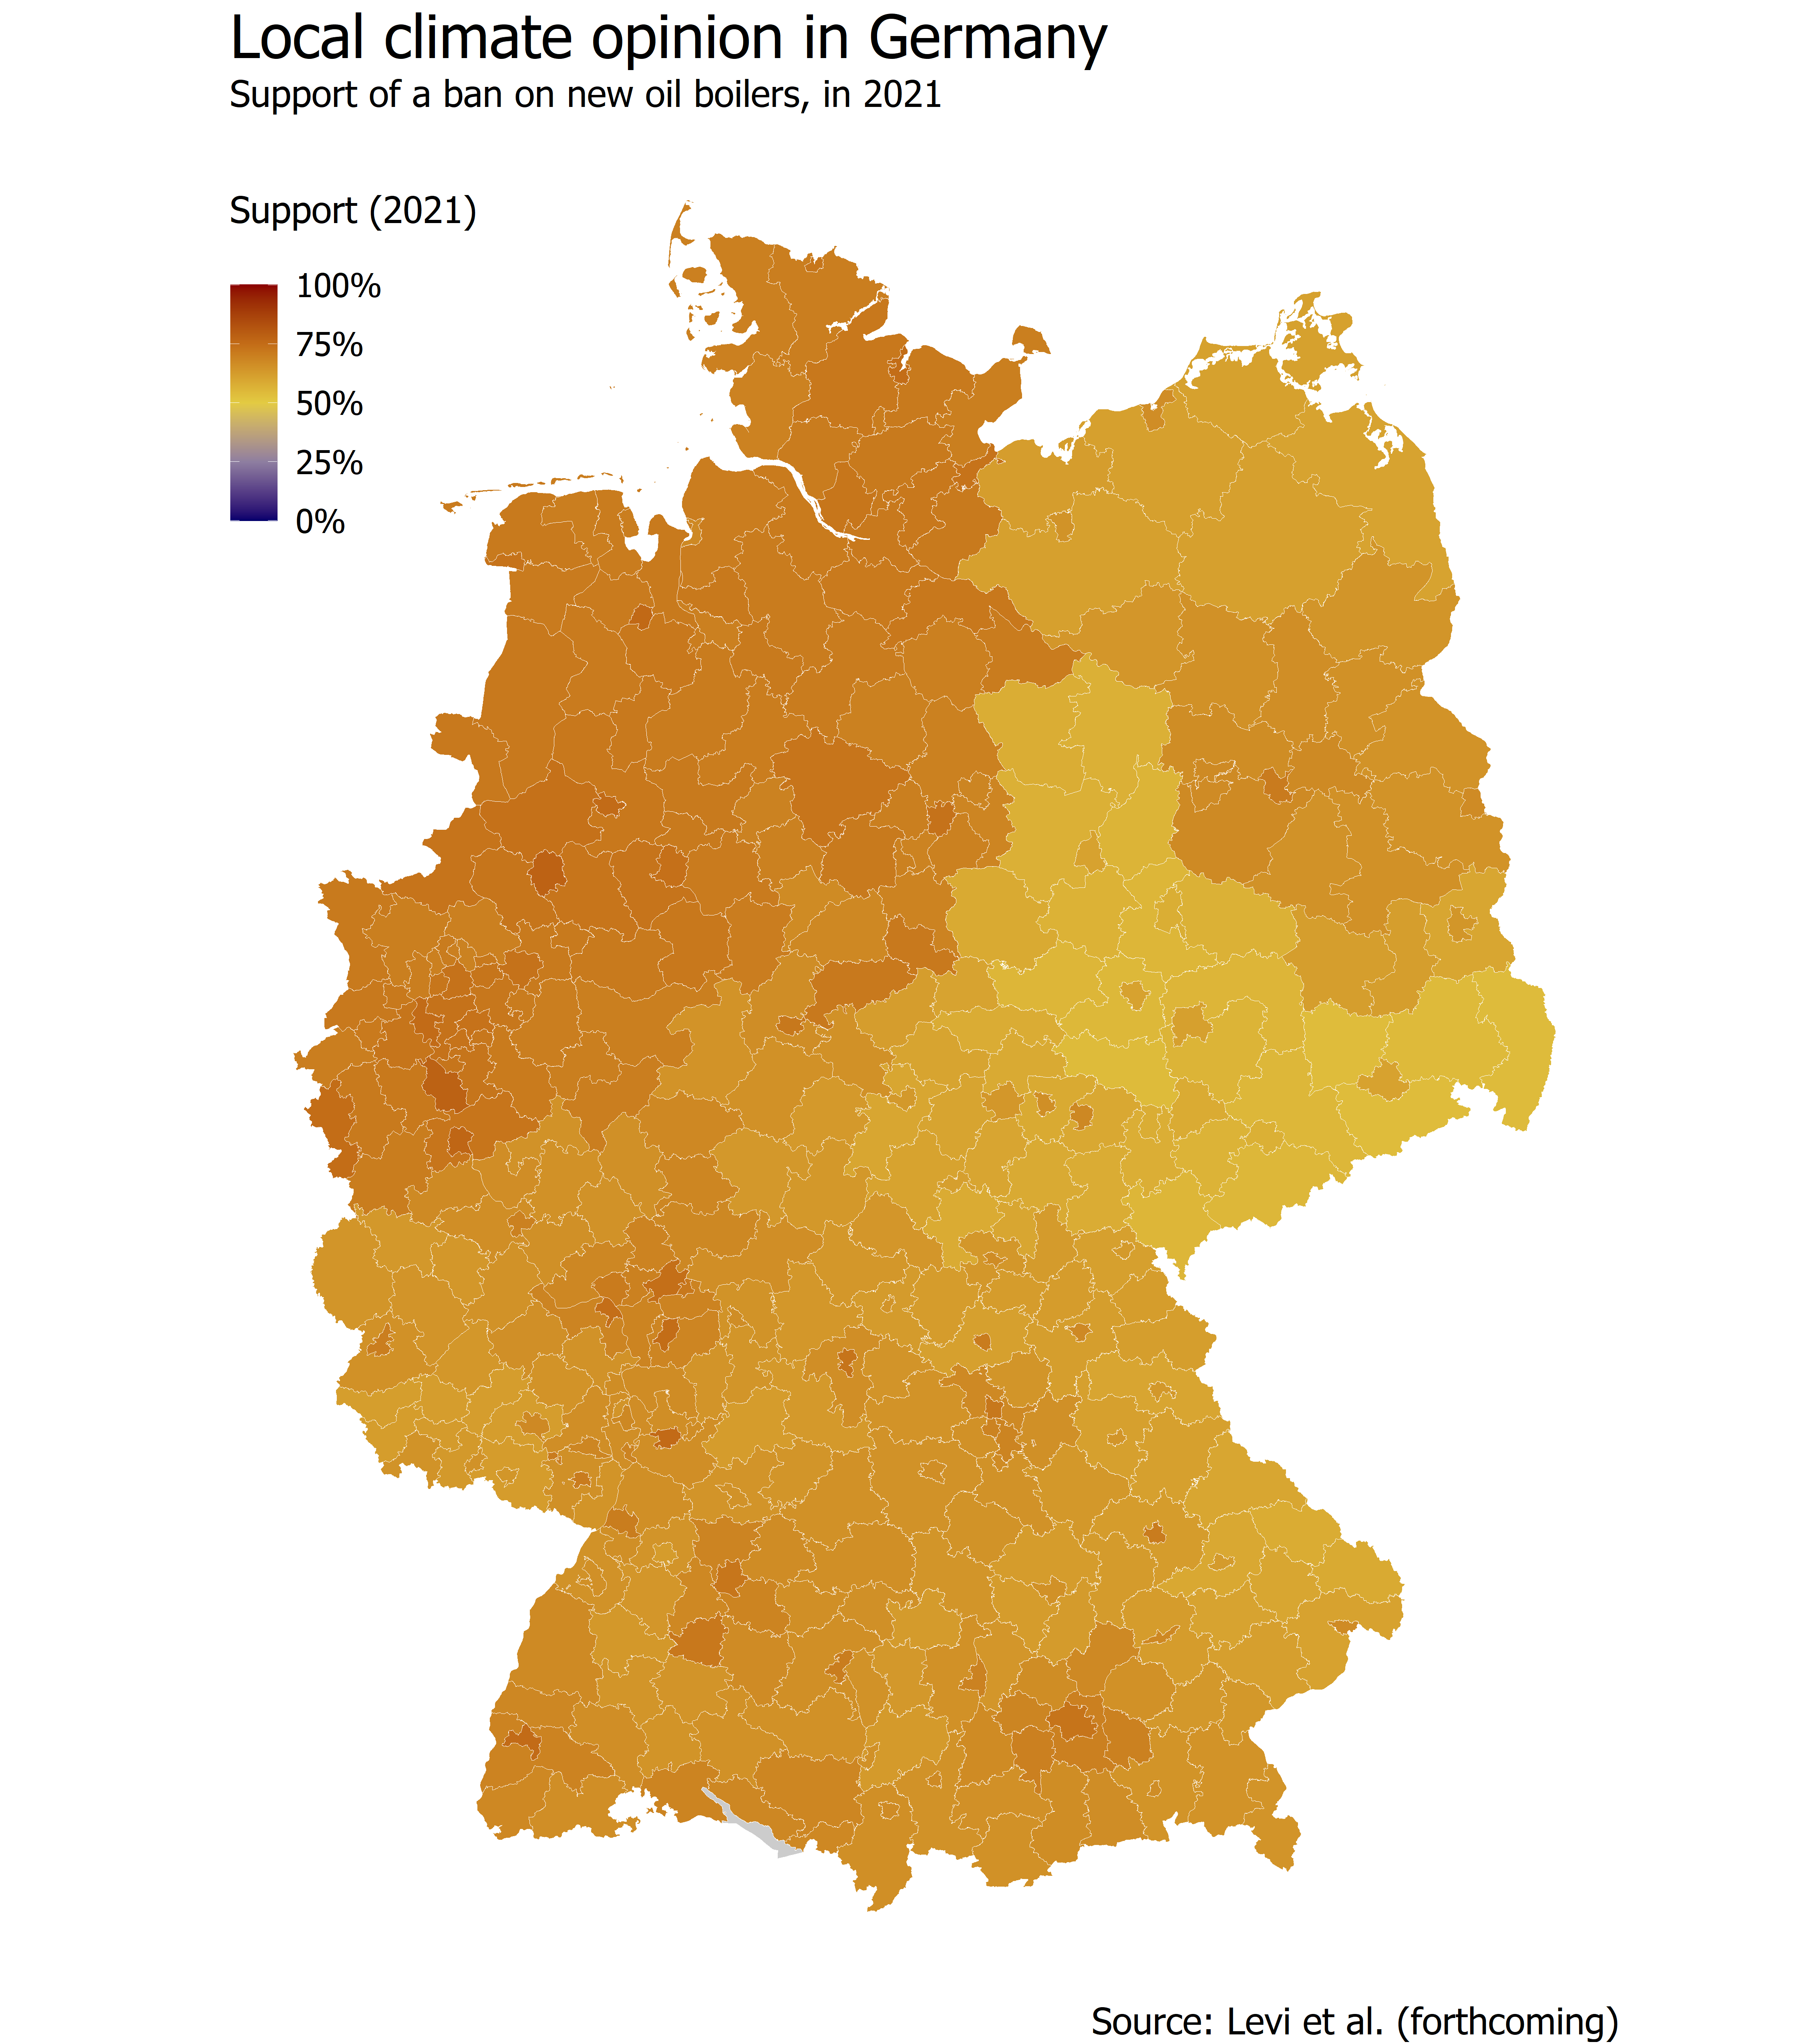 Local climate opinion in Germany
Support of a ban on new oil boilers, in 2021
Support (2021)
100%
75%
50%
25%
0%
Source: Levi et al. (forthcoming)